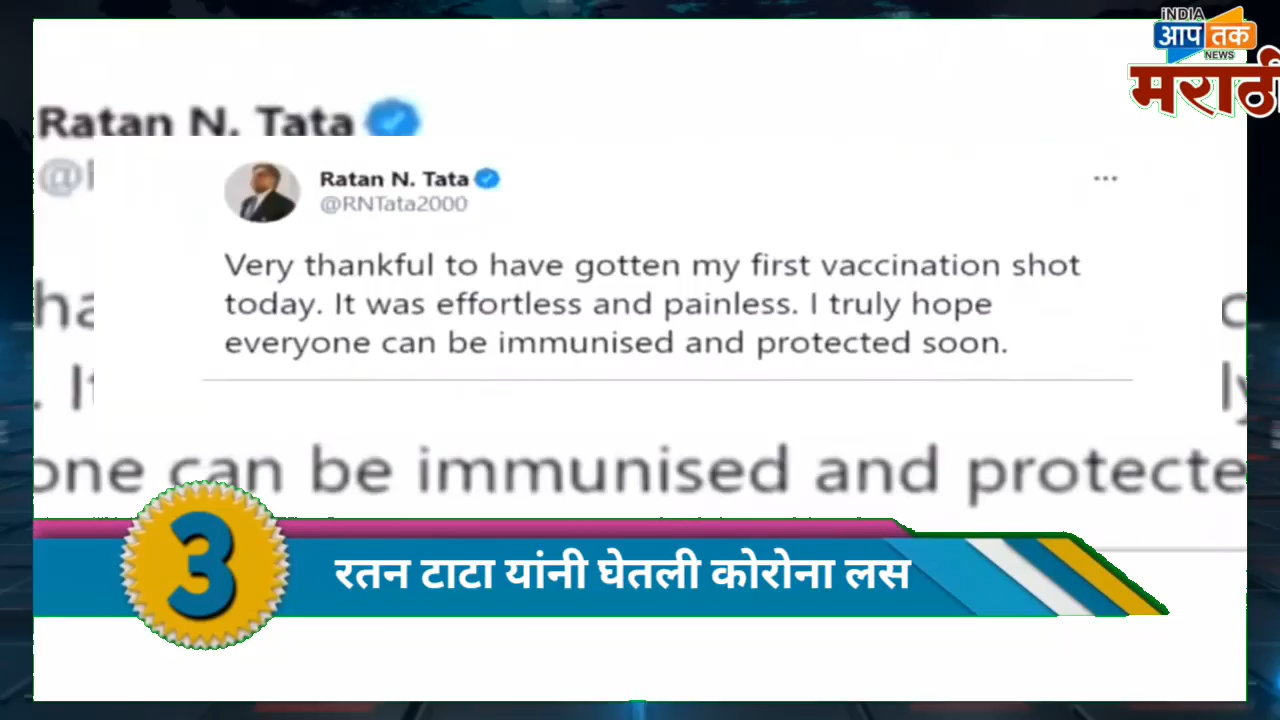 INDIA
आप तक
NEWS
मराठी
Ratan N. Tata
Ratan N. Tata
@RNTata2000
Very thankful to have gotten my first vaccination shot
today. It was effortless and painless. I truly hope
everyone can be immunised and protected soon.
can be immunised and
3
रतन टाटा यांनी घेतली कोरोना लस